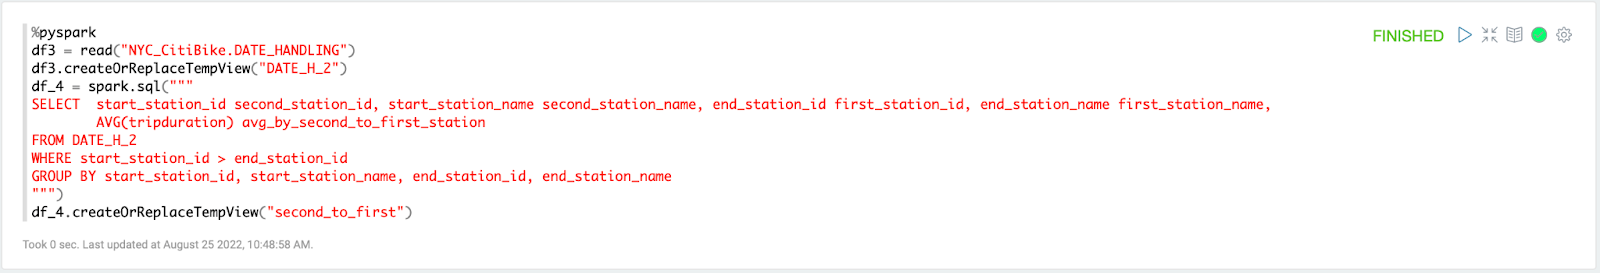 %pyspark
df3 = read("NYC_CitiBike.DATE_HANDLING")
df3.createOrReplaceTempView("DATE_H_2")
df_4 = spark.sql("""
SELECT  start_station_id second_station_id, start_station_name second_station_name, end_station_id first_station_id, end_station_name first_station_name,
        AVG(tripduration) avg_by_second_to_first_station
FROM DATE_H_2
WHERE start_station_id > end_station_id
GROUP BY start_station_id, start_station_name, end_station_id, end_station_name
""")
df_4.createOrReplaceTempView("second_to_first")
FINISHED
Took 0 sec. Last updated at August 25 2022, 10:48:58 AM.